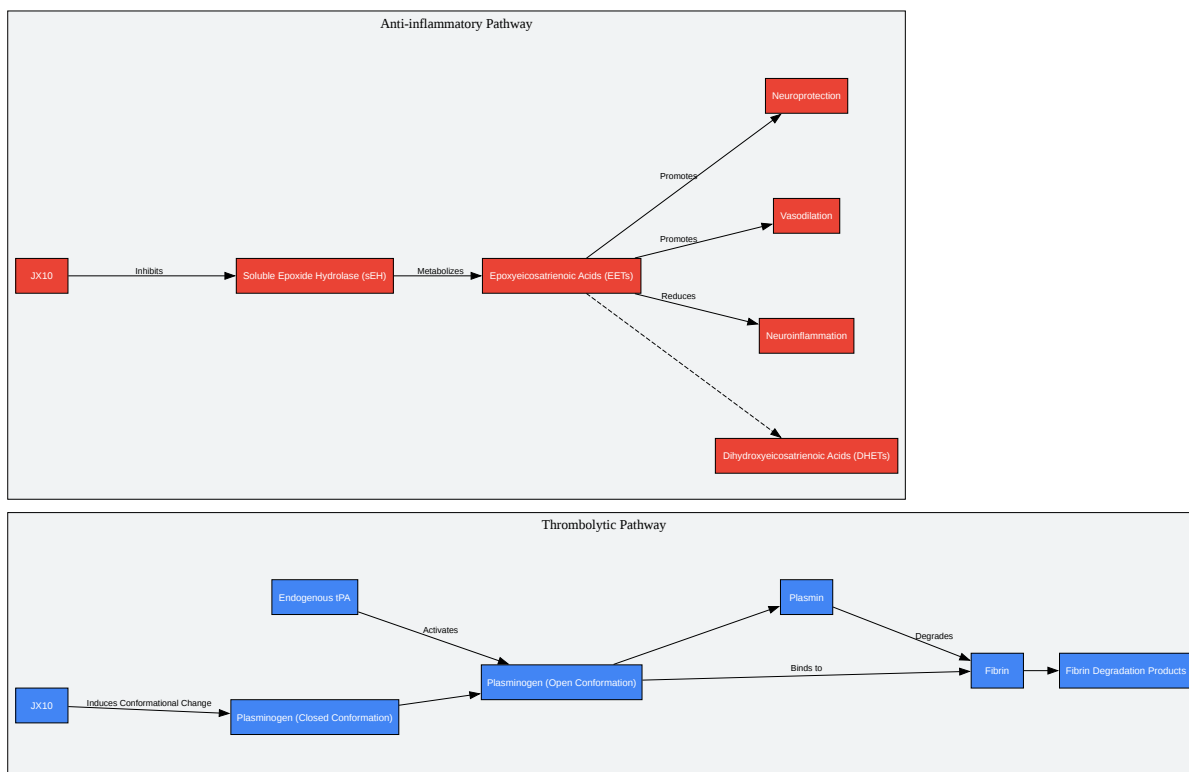 Anti-inflammatory Pathway
Neuroprotection
Promotes
Vasodilation
Promotes
JX10
Inhibits
Soluble Epoxide Hydrolase (sEH)
Metabolizes
Epoxyeicosatrienoic Acids (EETs)
Reduces
Neuroinflammation
Dihydroxyeicosatrienoic Acids (DHETs)
Thrombolytic Pathway
Endogenous tPA
Plasmin
Activates
Degrades
Binds to
Plasminogen (Open Conformation)
Fibrin
Fibrin Degradation Products
JX10
Induces Conformational Change
Plasminogen (Closed Conformation)